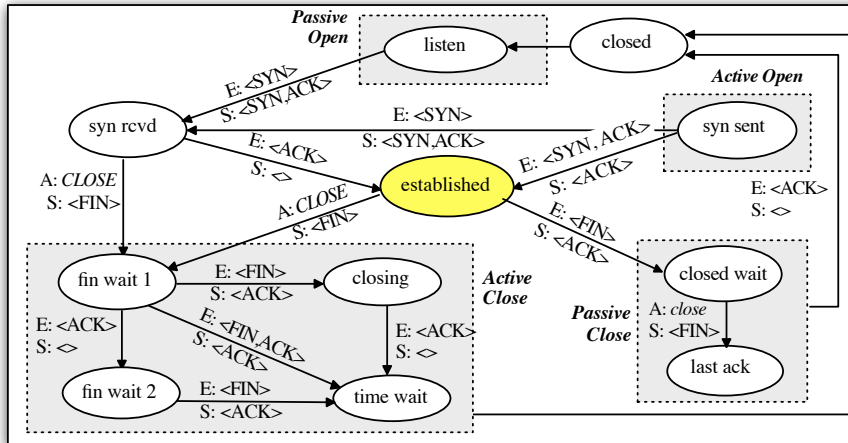 Passive
Open
listen
closed
Active Open
E: <SYN>
S: <SYN,ACK>
syn rcvd
E: <SYN>
S: <SYN,ACK>
syn sent
E: <ACK>
S: <>
E: <SYN, ACK>
S: <ACK>
established
A: CLOSE
S: <FIN>
A: CLOSE
S: <FIN>
E: <FIN>
S: <ACK>
E: <ACK>
S: <>
fin wait 1
E: <FIN>
S: <ACK>
closing
Active
Close
closed wait
Passive
Close
A: close
S: <FIN>
E: <ACK>
S: <>
E: <FIN,ACK>
S: <ACK>
E: <ACK>
S: <>
last ack
fin wait 2
E: <FIN>
S: <ACK>
time wait